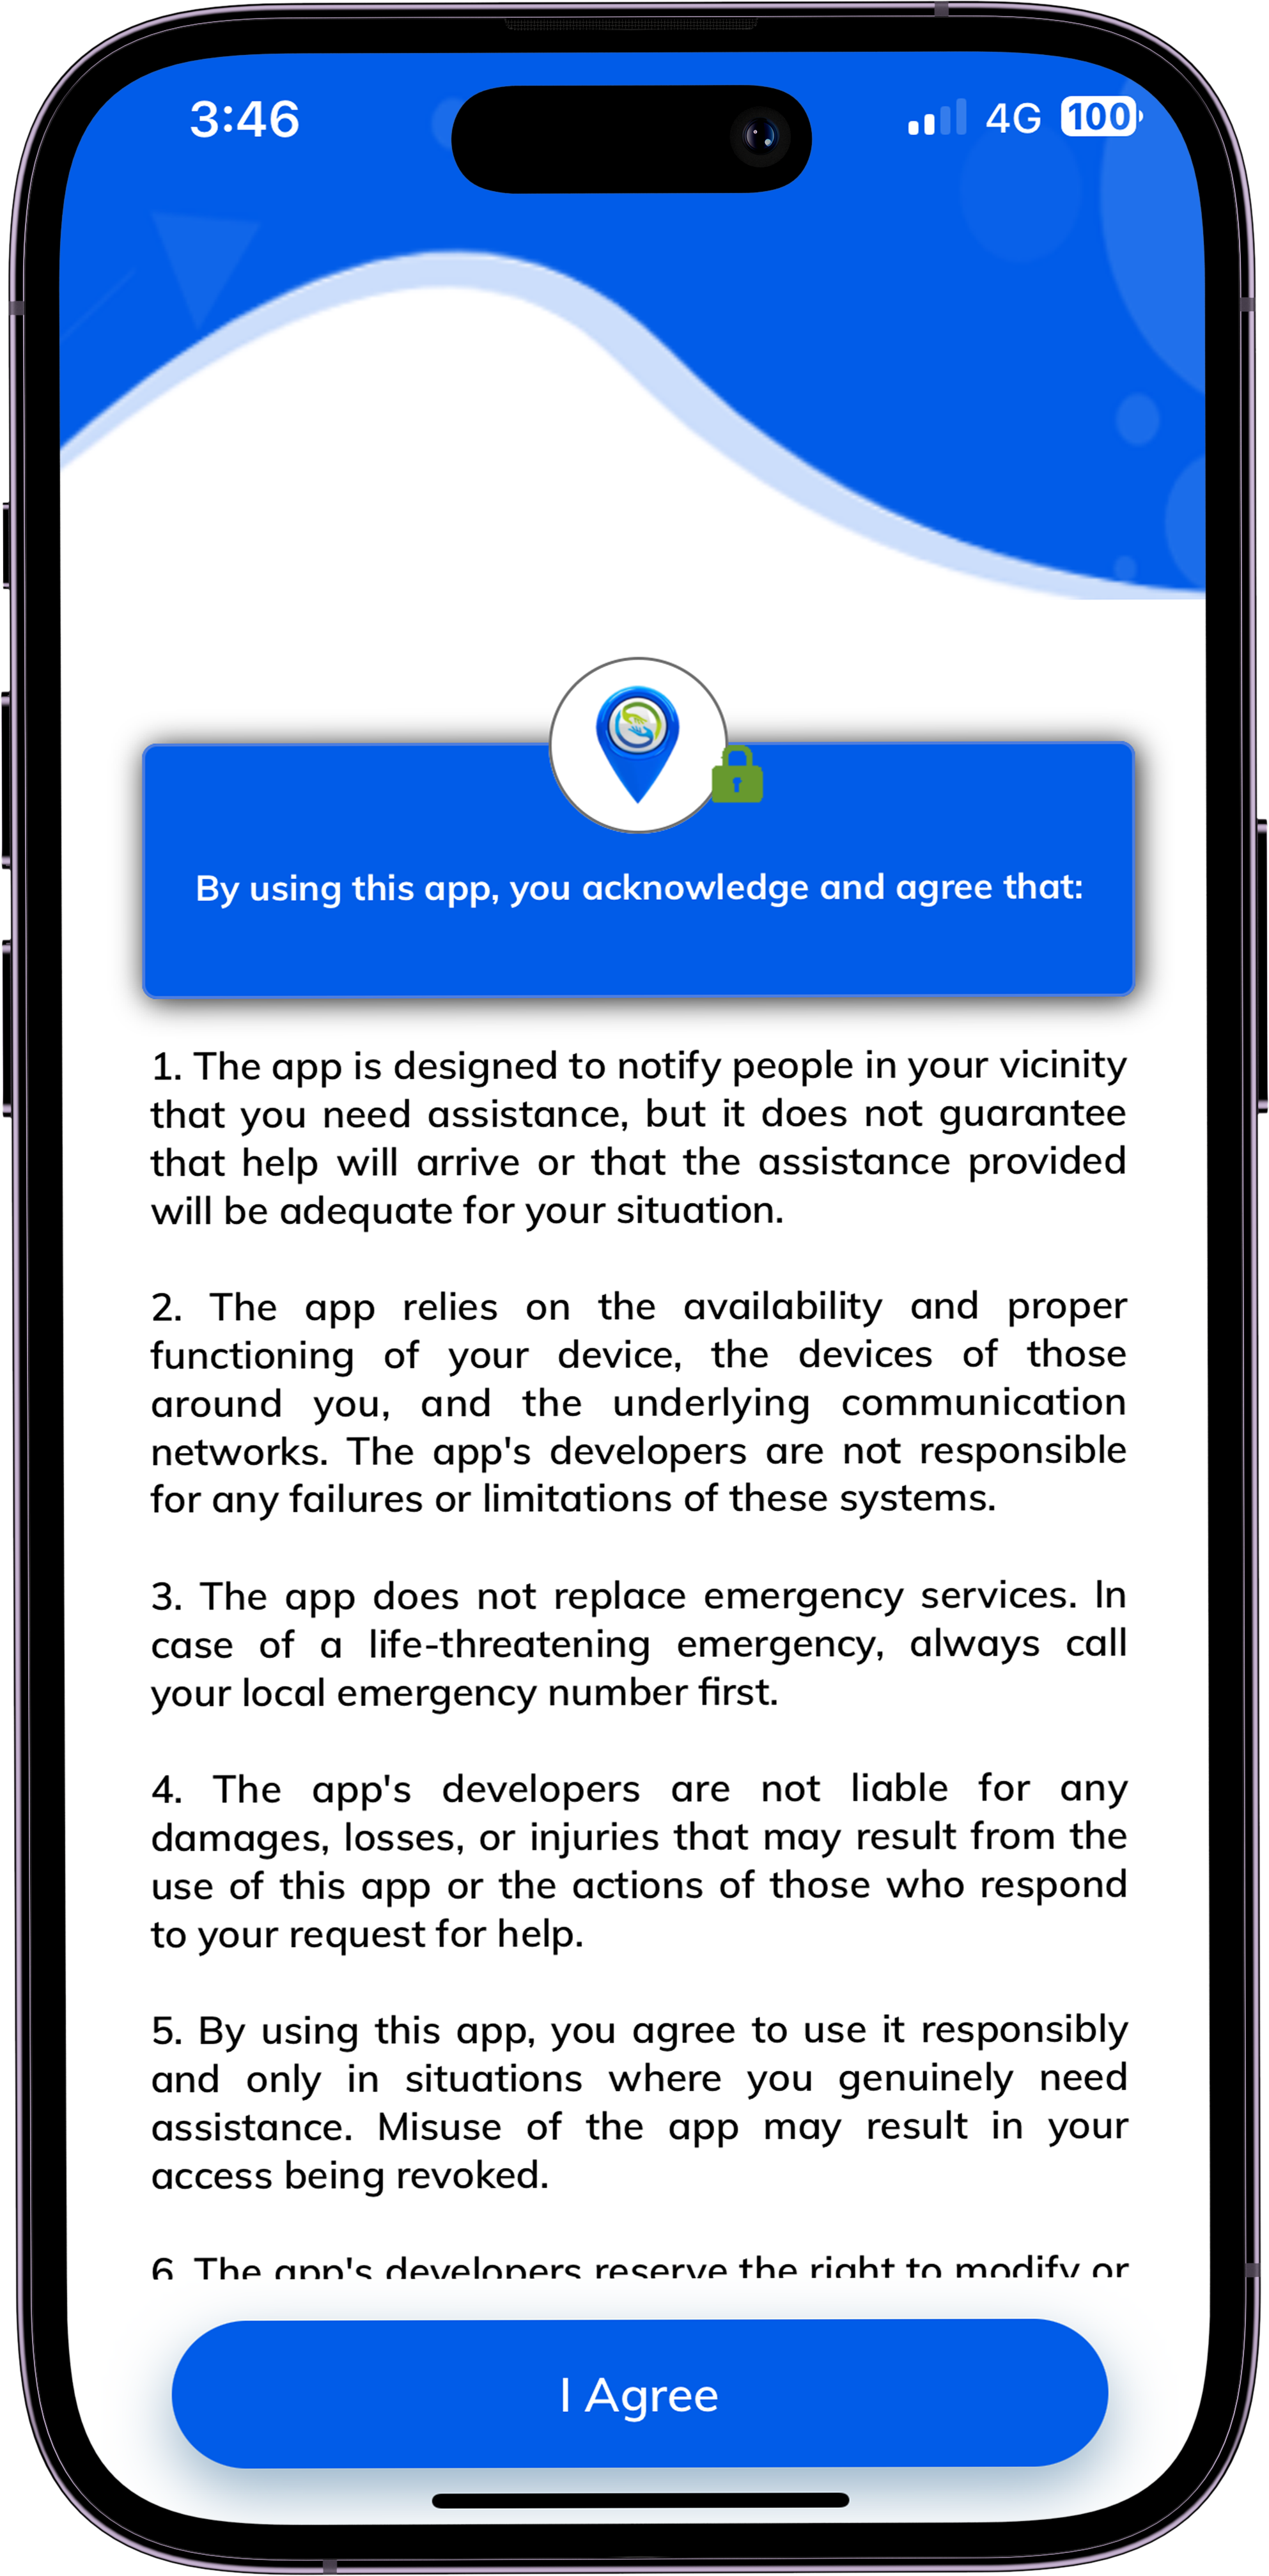 3:46
4G 100
By using this app, you acknowledge and agree that:
1. The app is designed to notify people in your vicinity
that you need assistance, but it does not guarantee
that help will arrive or that the assistance provided
will be adequate for your situation.
2. The app relies on the availability and proper
functioning of your device, the devices of those
around you, and the underlying communication
networks. The app's developers are not responsible
for any failures or limitations of these systems.
3. The app does not replace emergency services. In
case of a life-threatening emergency, always call
your local emergency number first.
4. The app's developers are not liable for any
damages, losses, or injuries that may result from the
use of this app or the actions of those who respond
to your request for help.
5. By using this app, you agree to use it responsibly
and only in situations where you genuinely need
assistance. Misuse of the app may result in your
access being revoked.
6. The app's developers reserve the right to modify or
I Agree